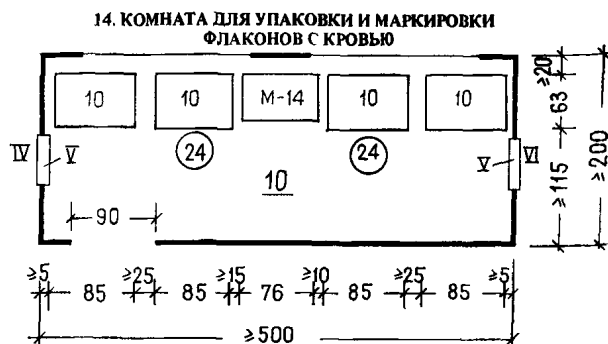 14. КОМНАТА ДЛЯ УПАКОВКИ И МАРКИРОВКИ
ФЛАКОНОВ С КРОВЬЮ
10 10 М-14 10 10
24 24
IV V V VI
10
90
≥20
63
≥115
≥200
≥5 85 ≥25 85 ≥15 76 ≥10 85 ≥25 85 ≥5
≥500